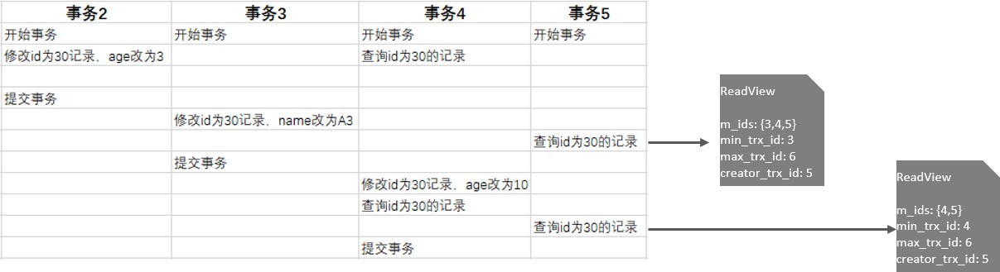 事务2 事务3 事务4 事务5
开始事务 开始事务 开始事务 开始事务
修改id为30记录，age改为3 查询id为30的记录
提交事务
修改id为30记录，name改为A3
查询id为30的记录
提交事务
修改id为30记录，age改为10
查询id为30的记录
查询id为30的记录
提交事务
ReadView
m_ids: {3,4,5}
min_trx_id: 3
max_trx_id: 6
creator_trx_id: 5
ReadView
m_ids: {4,5}
min_trx_id: 4
max_trx_id: 6
creator_trx_id: 5